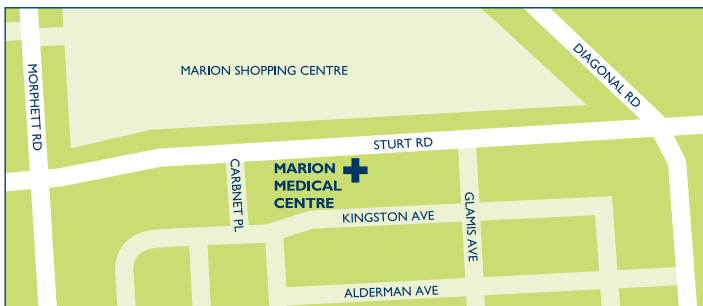 MARION SHOPPING CENTRE
DIAGONAL RD
MORPHETT RD
STURT RD
CARBNET PL
MARION
MEDICAL
CENTRE
GLAMIS AVE
KINGSTON AVE
ALDERMAN AVE